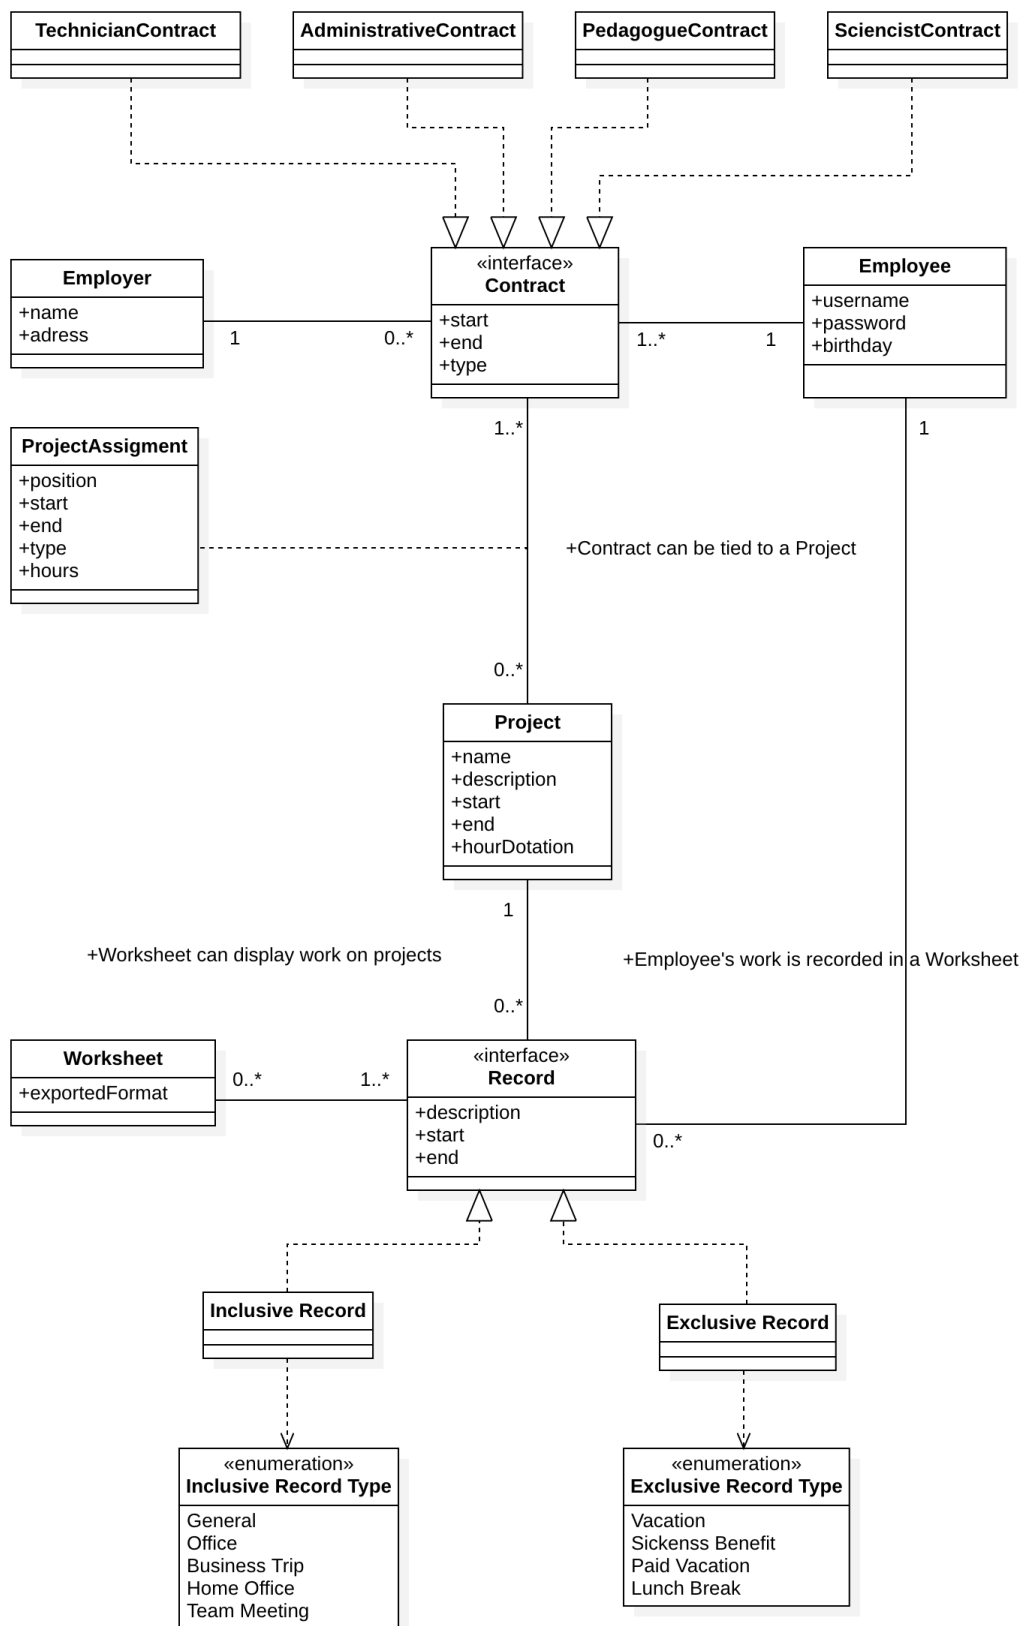 TechnicianContract
AdministrativeContract
PedagogueContract
SciencistContract
«interface»
Contract
+start
+end
+type
Employer
+name
+adress
Employee
+username
+password
+birthday
1
0..*
1..*
1
ProjectAssigment
+position
+start
+end
+type
+hours
1..*
1
+Contract can be tied to a Project
0..*
Project
+name
+description
+start
+end
+hourDotation
1
+Worksheet can display work on projects
+Employee's work is recorded in a Worksheet
0..*
Worksheet
+exportedFormat
0..*
1..*
«interface»
Record
+description
+start
+end
0..*
Inclusive Record
Exclusive Record
«enumeration»
Inclusive Record Type
General
Office
Business Trip
Home Office
Team Meeting
«enumeration»
Exclusive Record Type
Vacation
Sickenss Benefit
Paid Vacation
Lunch Break